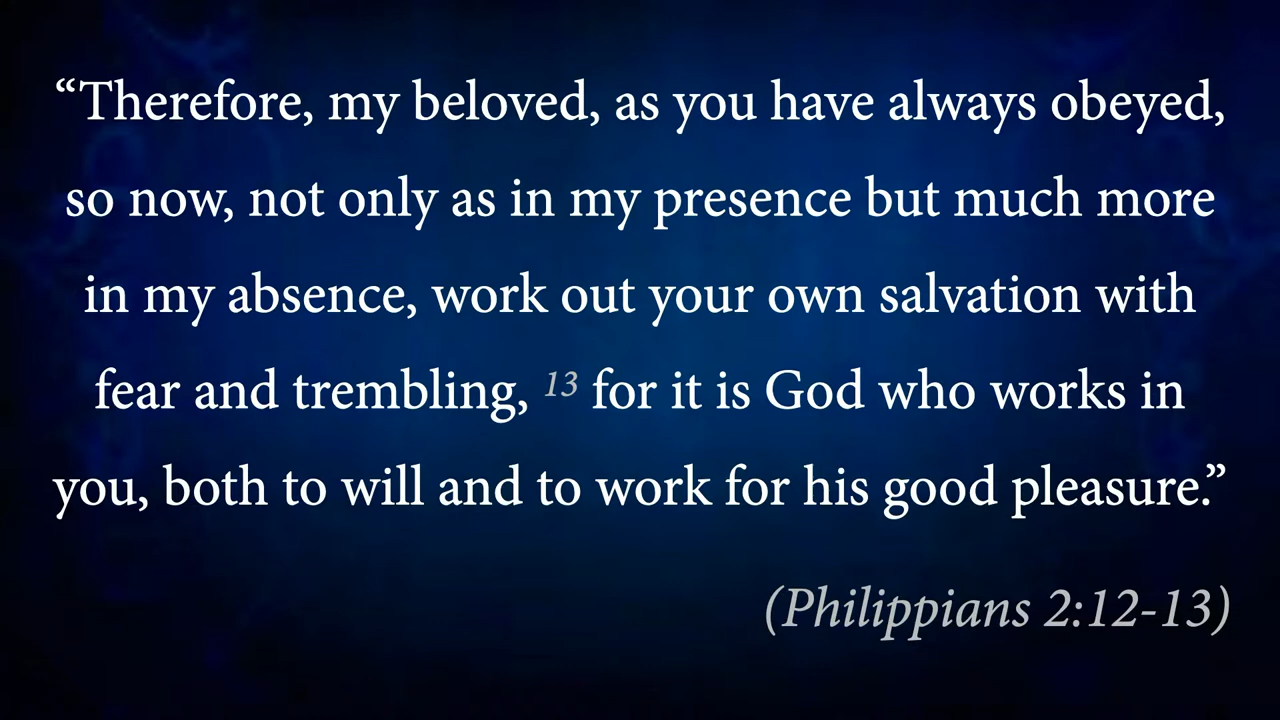 “Therefore, my beloved, as you have always obeyed,
so now, not only as in my presence but much more
in my absence, work out your own salvation with
fear and trembling, 13 for it is God who works in
you, both to will and to work for his good pleasure.”
(Philippians 2:12-13)